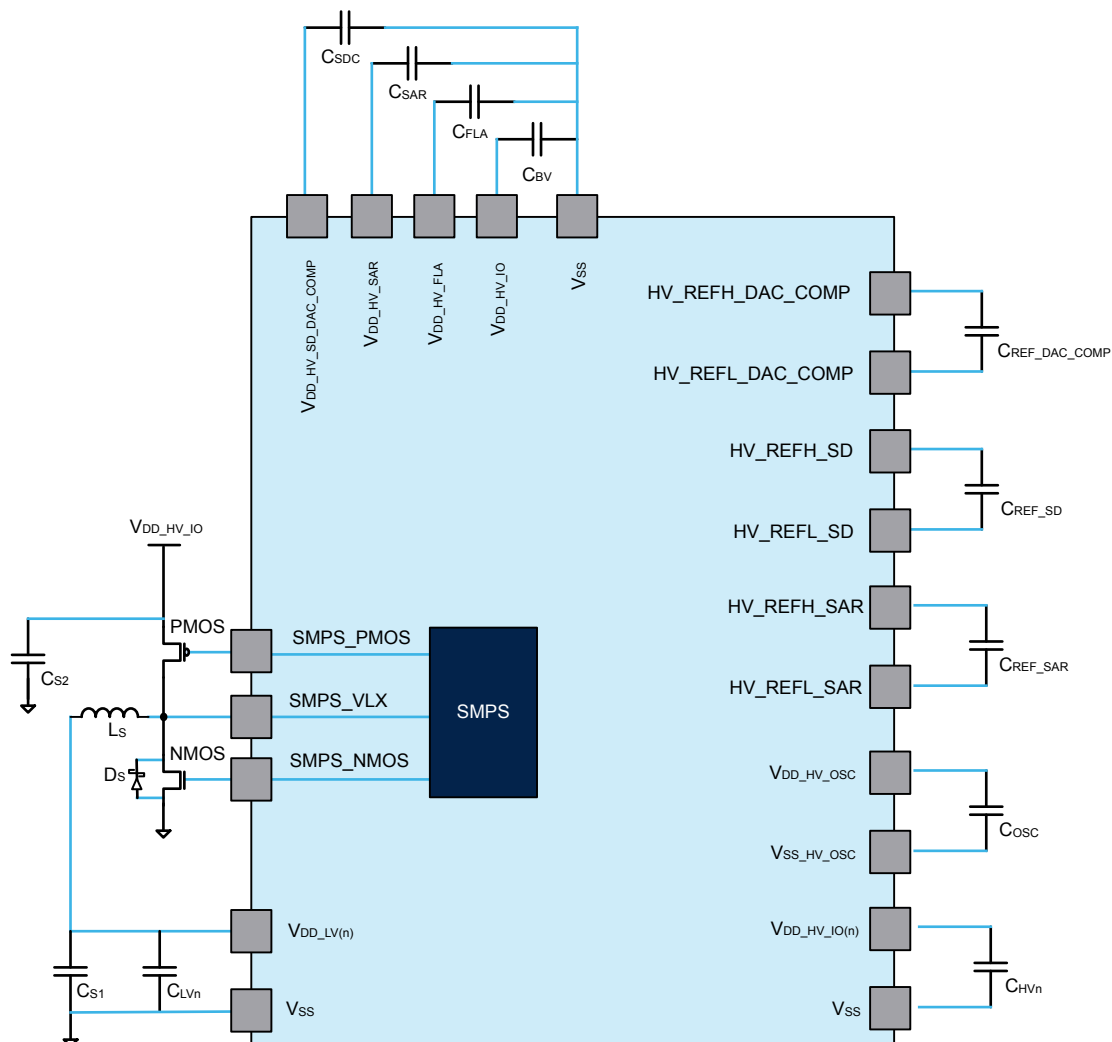 CSDC
CSAR
CFLA
CBV
VDD_HV_SD_DAC_COMP
VDD_HV_SAR
VDD_HV_FLA
VDD_HV_IO
VSS
HV_REFH_DAC_COMP
CREF_DAC_COMP
HV_REFL_DAC_COMP
HV_REFH_SD
CREF_SD
HV_REFL_SD
VDD_HV_IO
PMOS
SMPS_PMOS
CS2
LS
SMPS_VLX
SMPS
NMOS
SMPS_NMOS
DS
HV_REFH_SAR
CREF_SAR
HV_REFL_SAR
VDD_HV_OSC
COSC
VSS_HV_OSC
VDD_LV(n)
CS1
CLVn
VSS
VDD_HV_IO(n)
CHVn
VSS